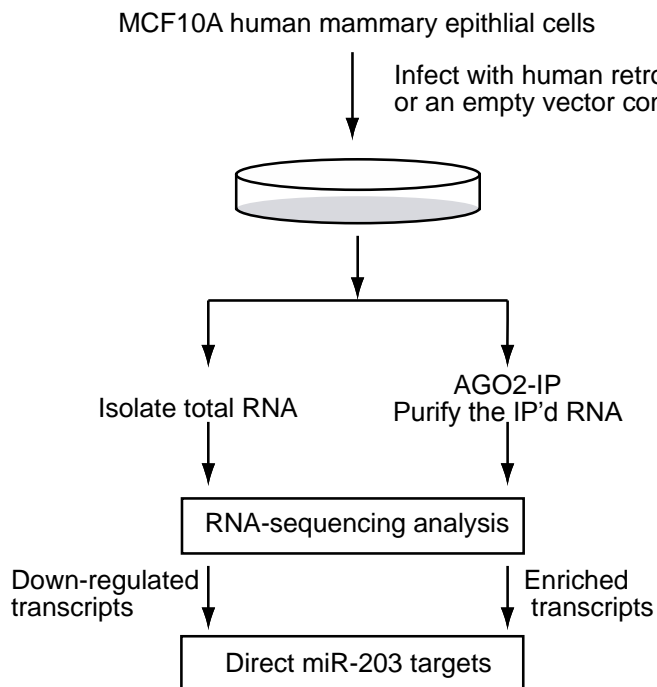 MCF10A human mammary epithlial cells
Infect with human retro
or an empty vector con
Isolate total RNA
AGO2-IP
Purify the IP’d RNA
RNA-sequencing analysis
Down-regulated
transcripts
Enriched
transcripts
Direct miR-203 targets